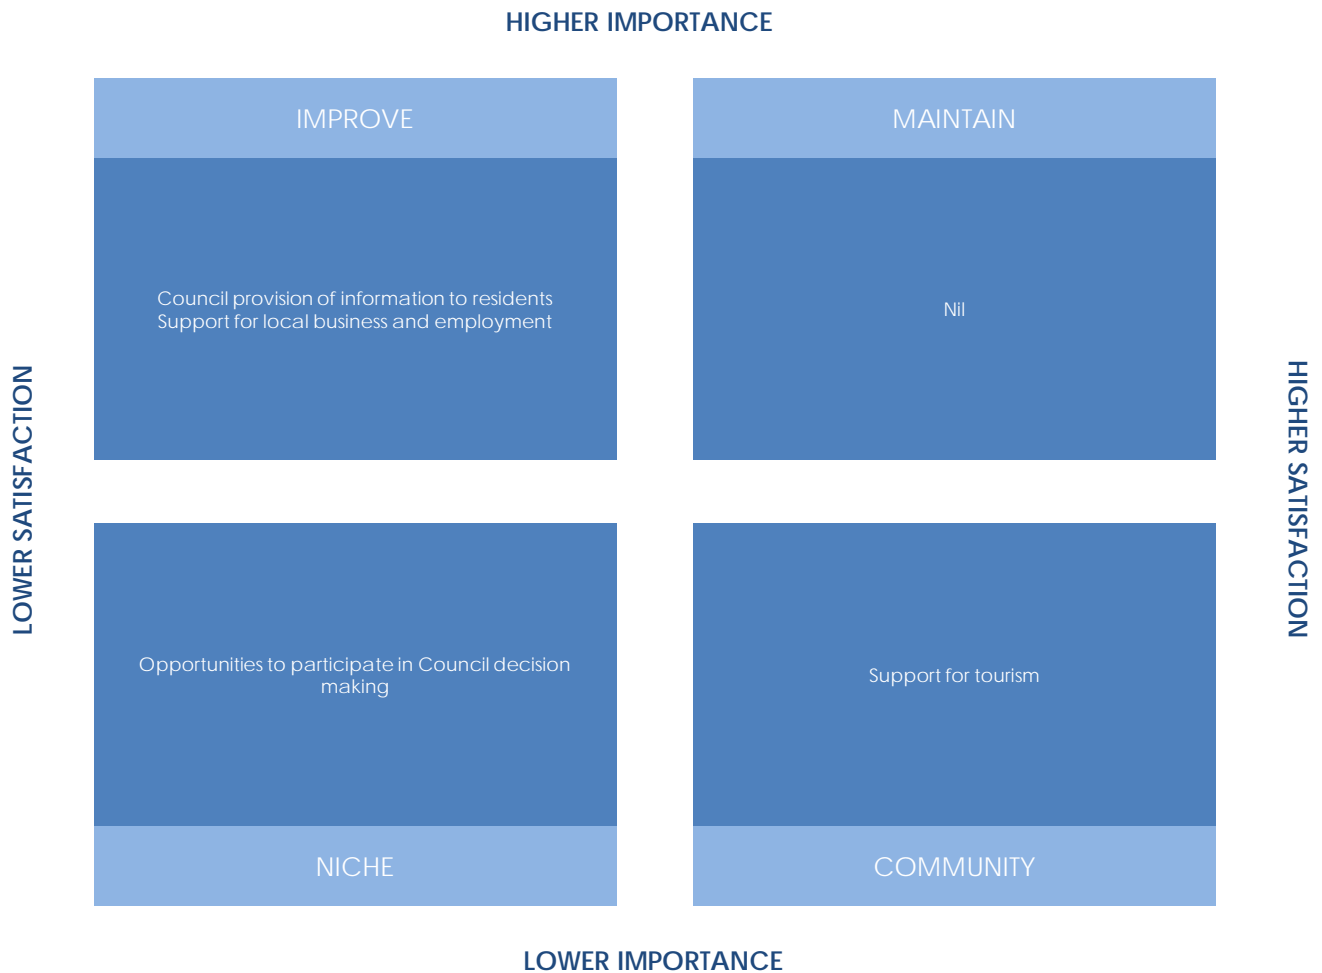 HIGHER IMPORTANCE
IMPROVE
MAINTAIN
Council provision of information to residents
Support for local business and employment
Nil
LOWER SATISFACTION
HIGHER SATISFACTION
Opportunities to participate in Council decision
making
Support for tourism
NICHE
COMMUNITY
LOWER IMPORTANCE